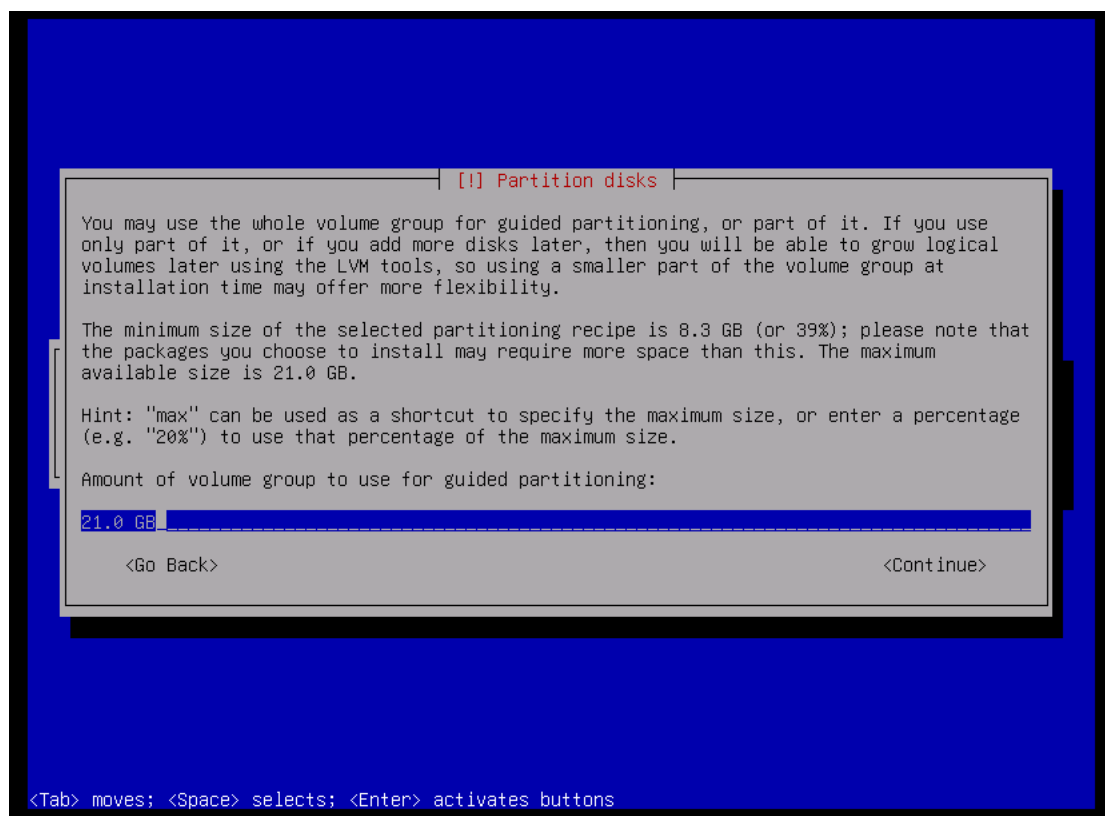 [!] Partition disks
You may use the whole volume group for guided partitioning, or part of it. If you use
only part of it, or if you add more disks later, then you will be able to grow logical
volumes later using the LVM tools, so using a smaller part of the volume group at
installation time may offer more flexibility.
The minimum size of the selected partitioning recipe is 8.3 GB (or 39%); please note that
the packages you choose to install may require more space than this. The maximum
available size is 21.0 GB.
Hint: "max" can be used as a shortcut to specify the maximum size, or enter a percentage
(e.g. "20%") to use that percentage of the maximum size.
Amount of volume group to use for guided partitioning:
21.0 GB
<Go Back> <Continue>
<Tab> moves; <Space> selects; <Enter> activates buttons